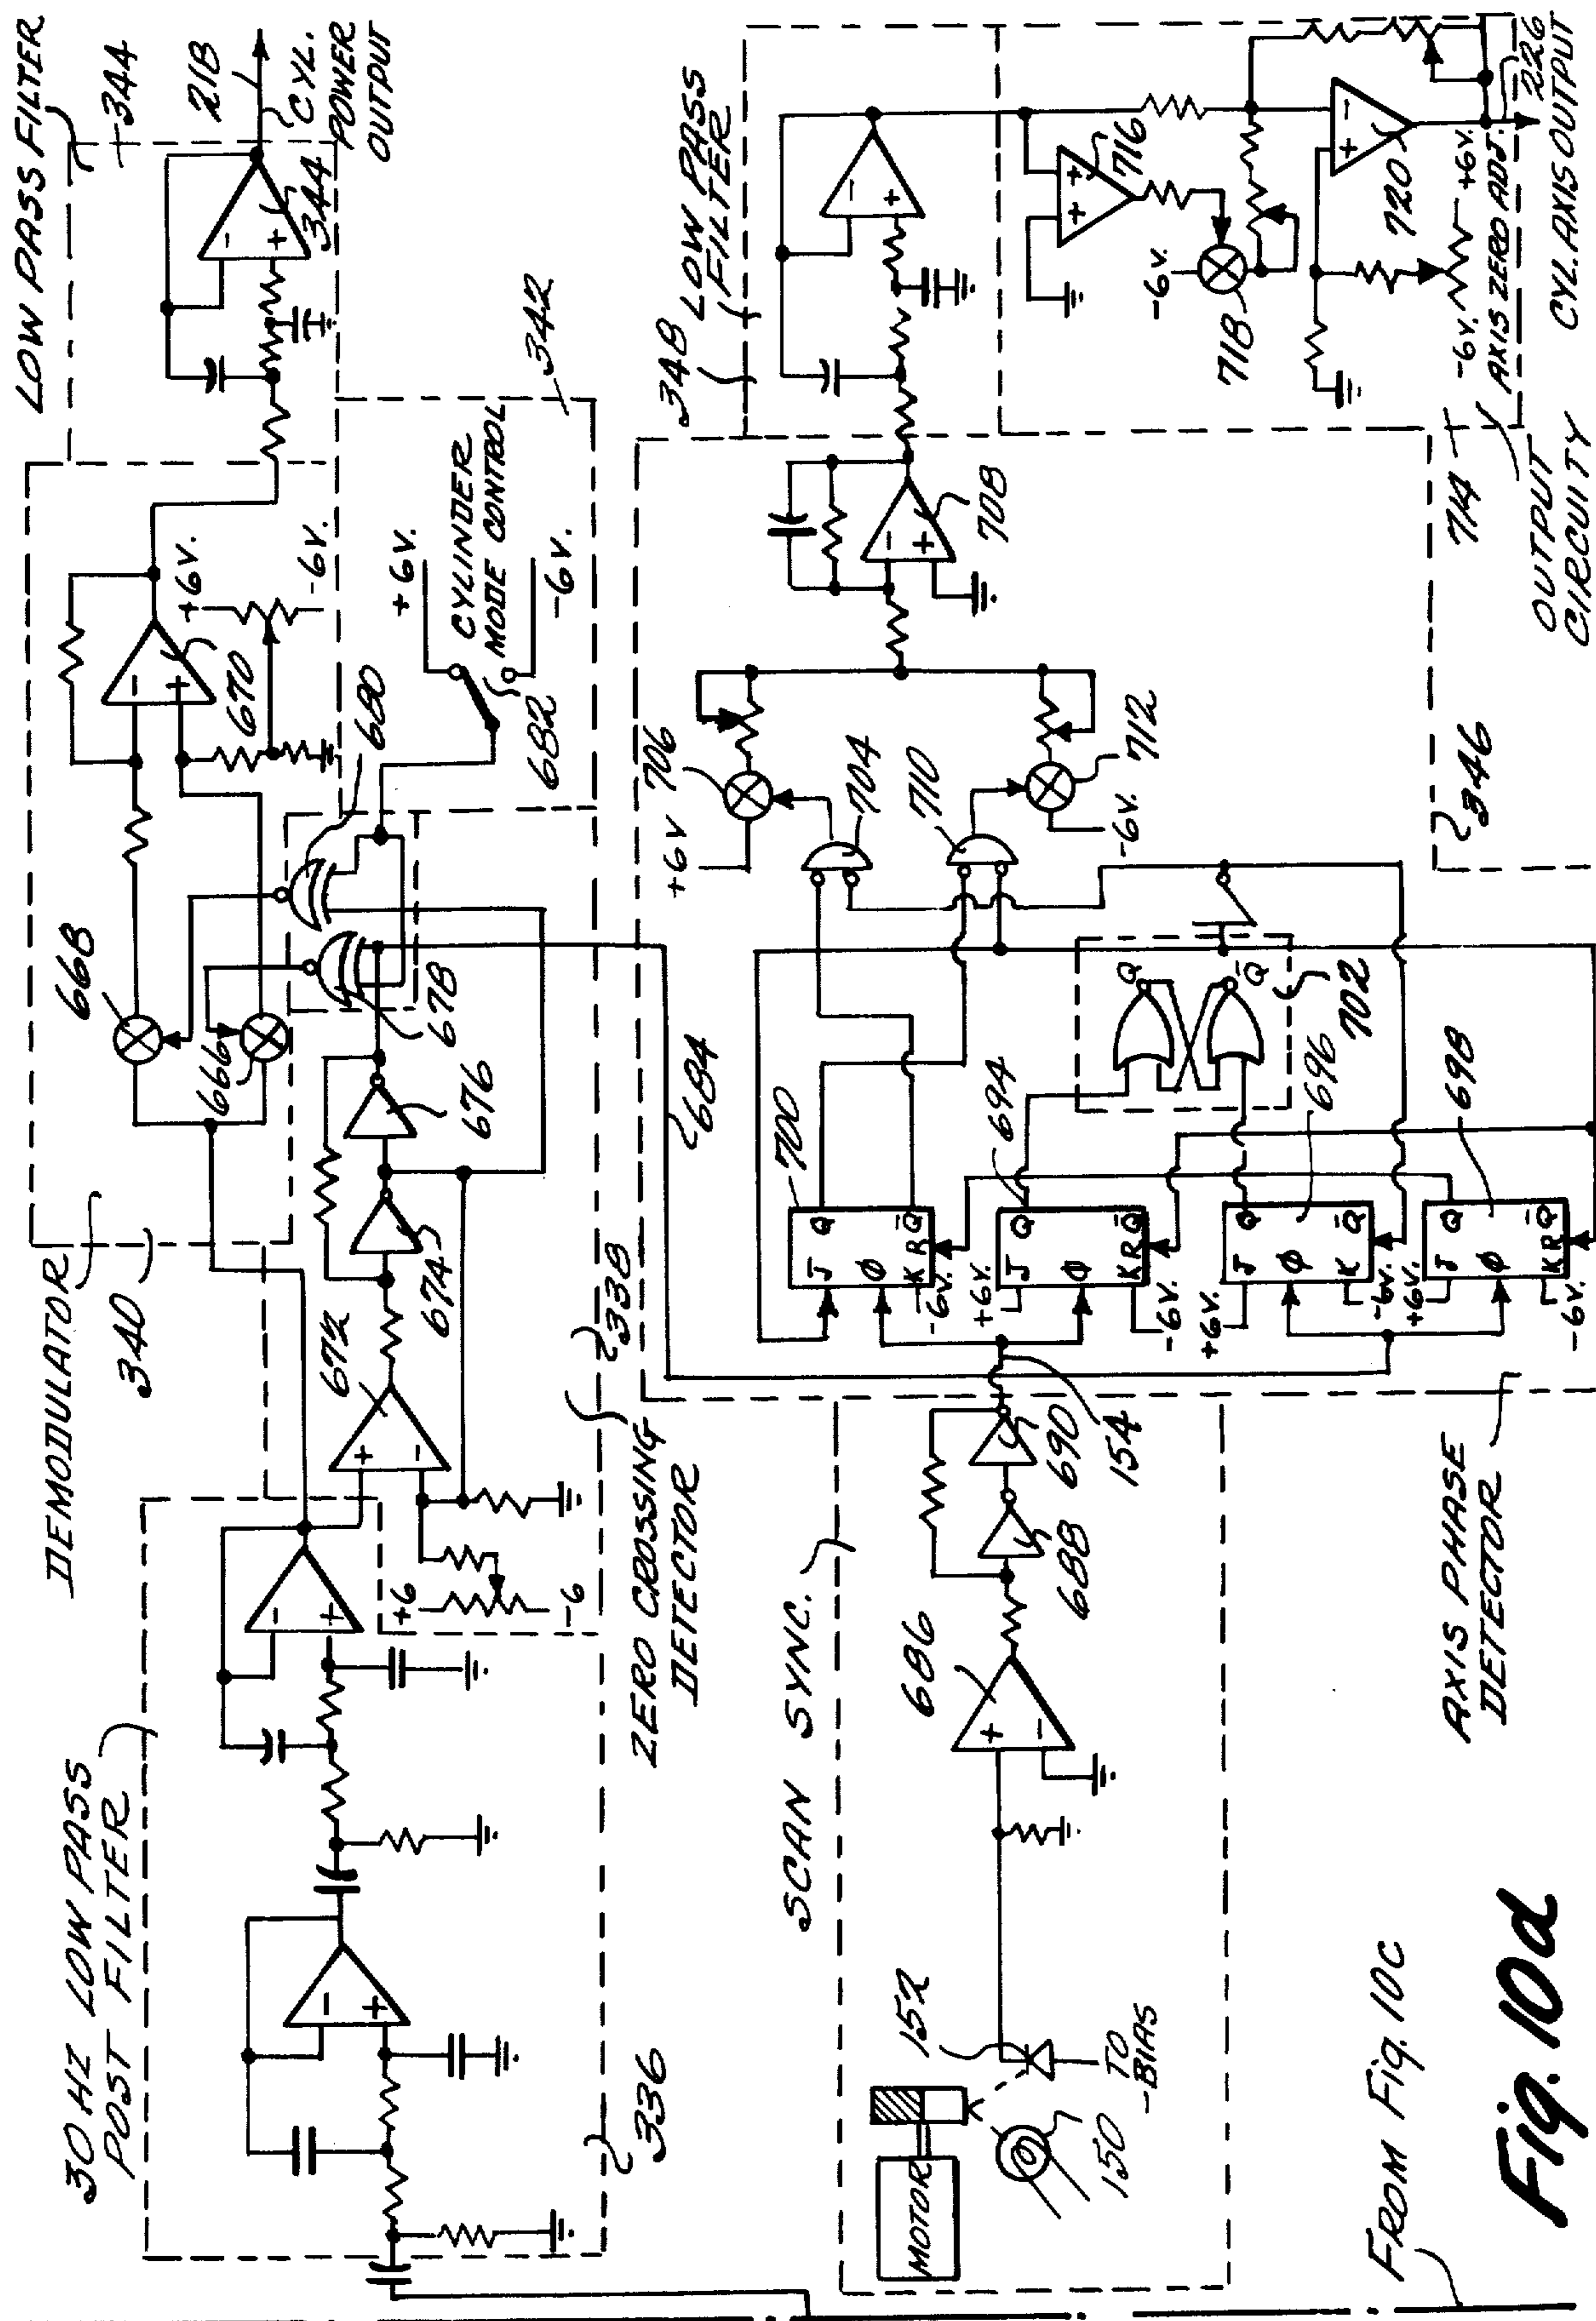 LOW PASS FILTER
344
218
CYL.
POWER
OUTPUT
-
+
344
342
DEMODULATOR
340
668
666
-
+
670
+6V.
-6V.
680
678
+6V.
CYLINDER
MODE CONTROL
-6V.
682
672
+
-
674
676
684
338
ZERO CROSSING
DETECTOR
30 HZ LOW PASS
POST FILTER
336
-
+
-
+
+6
-6
348
LOW PASS
FILTER
-
+
+
+
716
-6V.
718
+
-
720
-6V.
+6V.
AXIS ZERO ADJ.
226
CYL. AXIS OUTPUT
714
OUTPUT
CIRCUITY
708
-
+
706
+6V
704
710
712
-6V.
346
700
J
Q
Ø
K
R
Q̄
-6V.
694
+6V.
J
Q
Ø
K
R
Q̄
-6V.
Q
Q̄
702
696
+6V.
J
Q
Ø
K
Q̄
-6V.
698
+6V.
J
Q
Ø
K
R
Q̄
-6V.
AXIS PHASE
DETECTOR
SCAN SYNC.
686
+
-
688
690
154
MOTOR
152
150
TO
-BIAS
FROM Fig. 10C
Fig. 10d